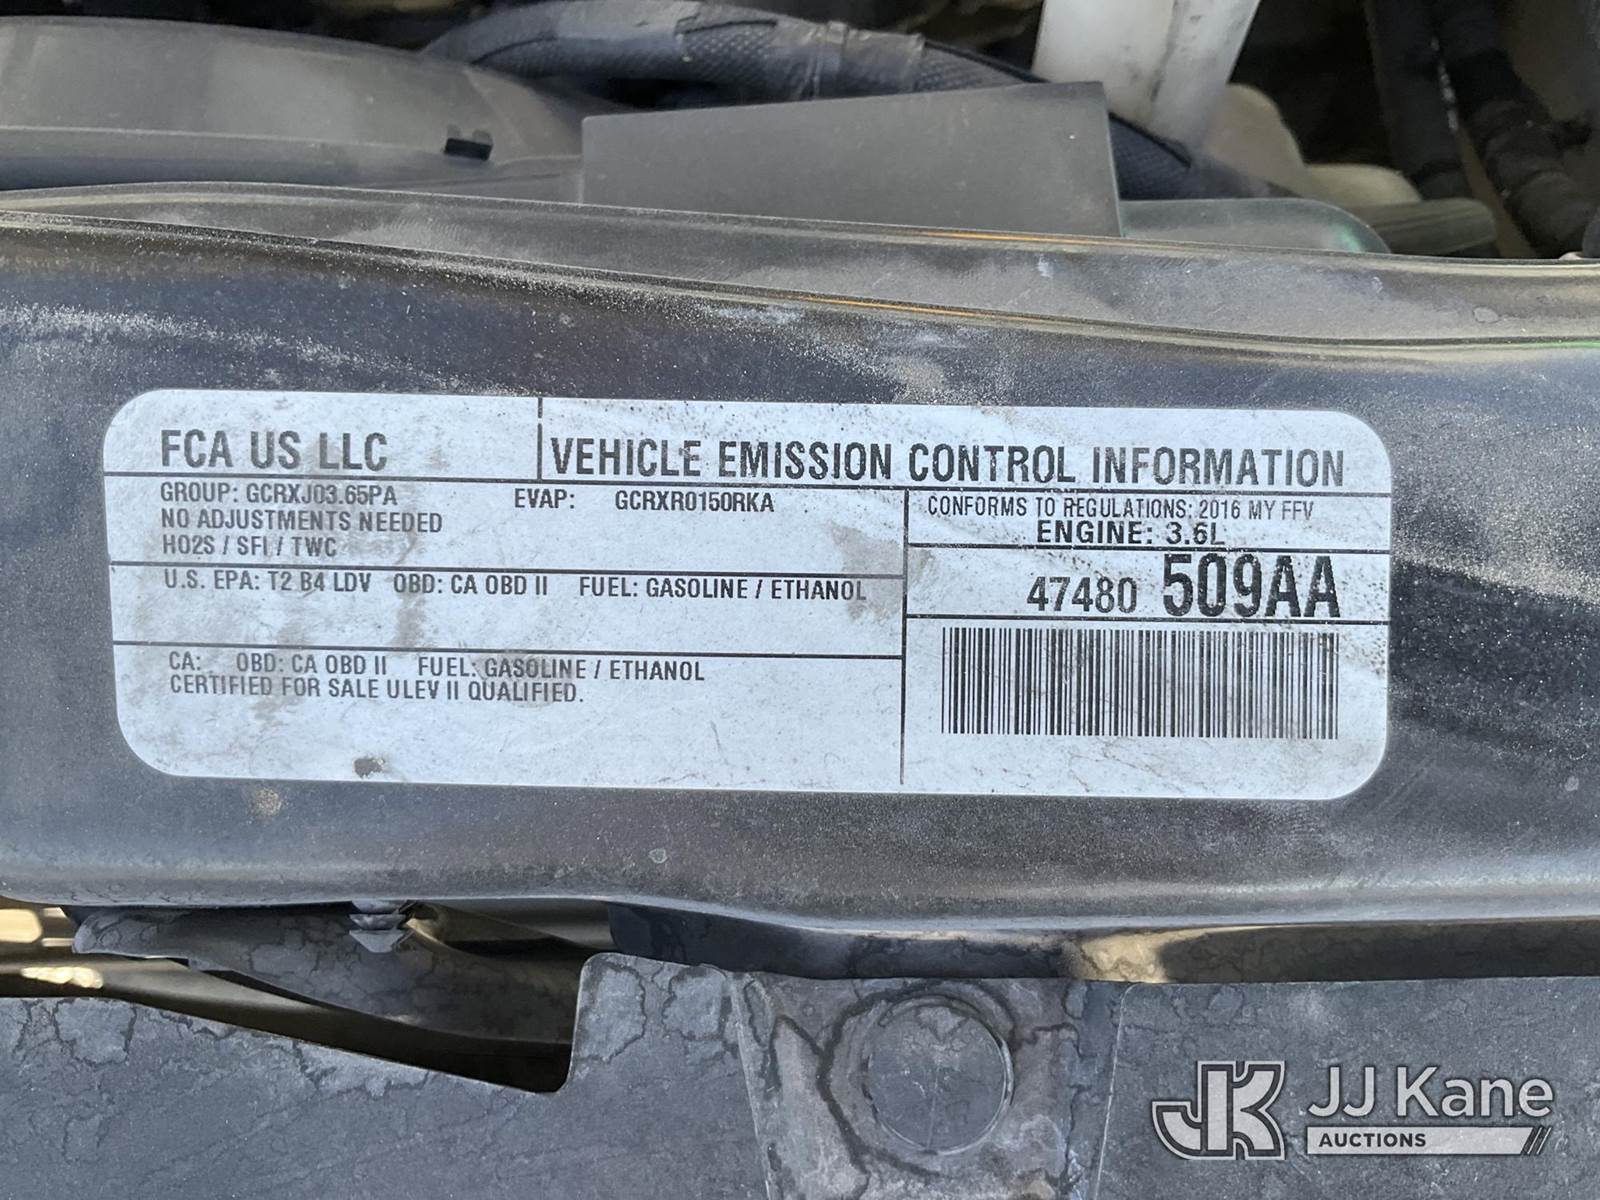 FCA US LLC
VEHICLE EMISSION CONTROL INFORMATION
GROUP: GCRXJ03.65PA EVAP: GCRXR0150RKA
NO ADJUSTMENTS NEEDED
HO2S / SFI / TWC
CONFORMS TO REGULATIONS: 2016 MY FFV
ENGINE: 3.6L
U.S. EPA: T2 B4 LDV OBD: CA OBD II FUEL: GASOLINE / ETHANOL
47480 509AA
CA: OBD: CA OBD II FUEL: GASOLINE / ETHANOL
CERTIFIED FOR SALE ULEV II QUALIFIED.
JK JJ Kane
AUCTIONS